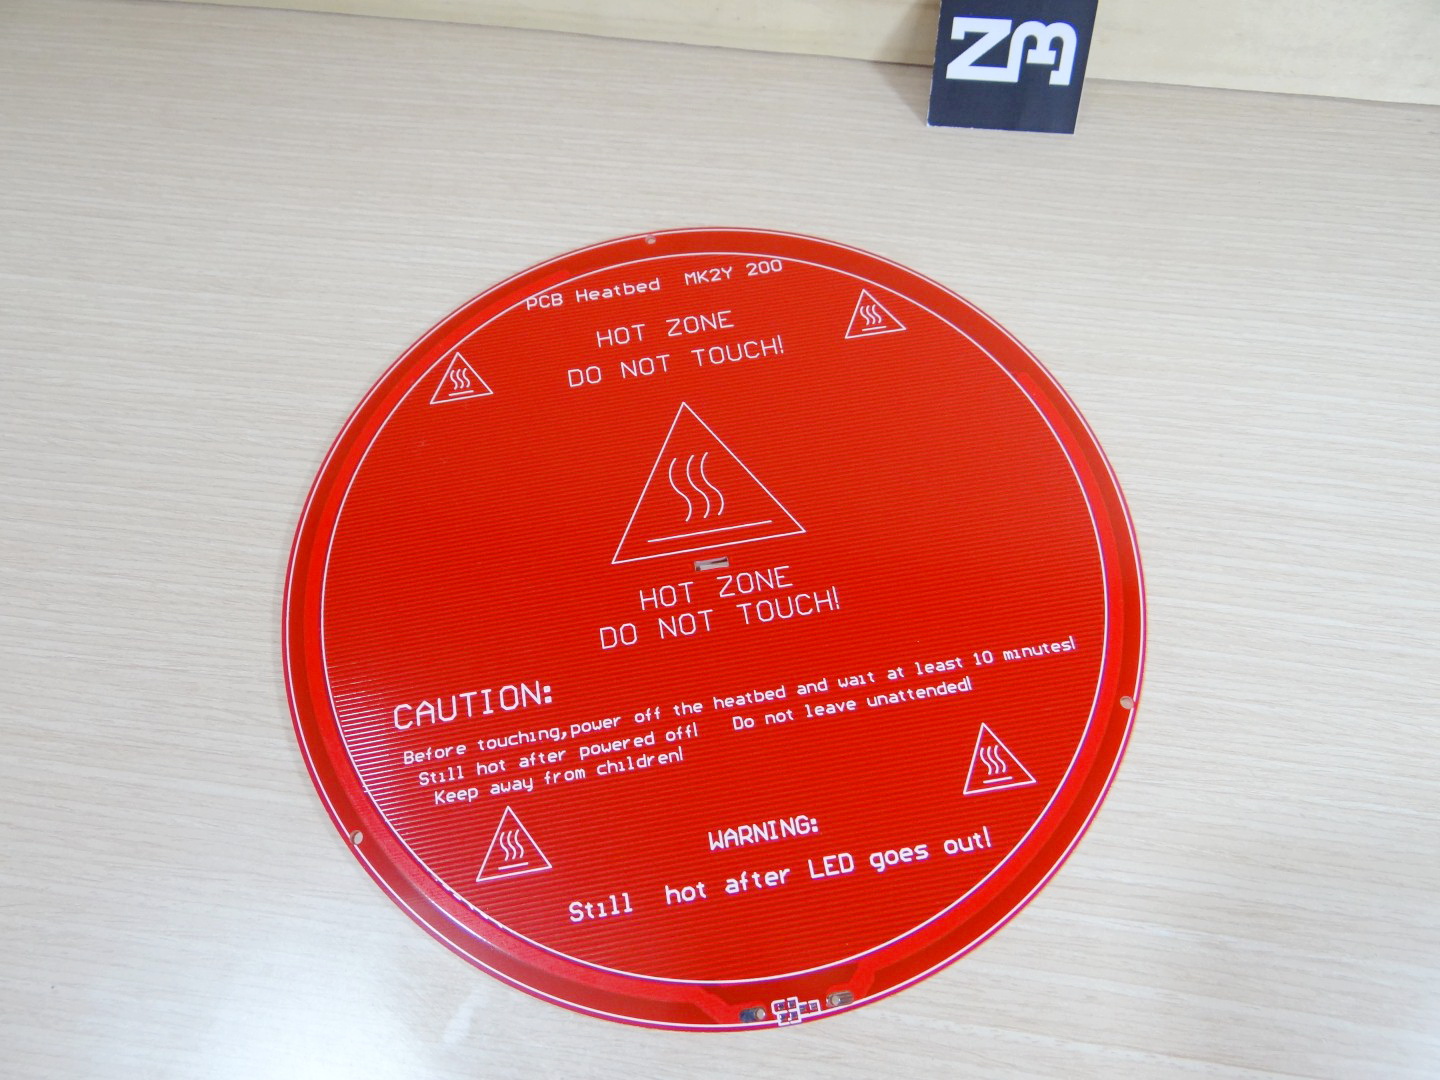 PCB Heatbed MK2Y 200
HOT ZONE
DO NOT TOUCH!
HOT ZONE
DO NOT TOUCH!
CAUTION:
Before touching,power off the heatbed and wait at least 10 minutes!
Still hot after powered off! Do not leave unattended!
Keep away from children!
WARNING:
Still hot after LED goes out!